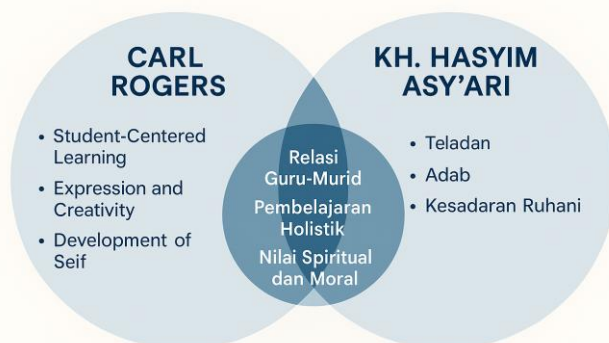 CARL
ROGERS
• Student-Centered
Learning
• Expression and
Creativity
• Development of
Seif
Relasi
Guru-Murid
Pembelajaran
Holistik
Nilai Spiritual
dan Moral
KH. HASYIM
ASY'ARI
• Teladan
• Adab
• Kesadaran Ruhani